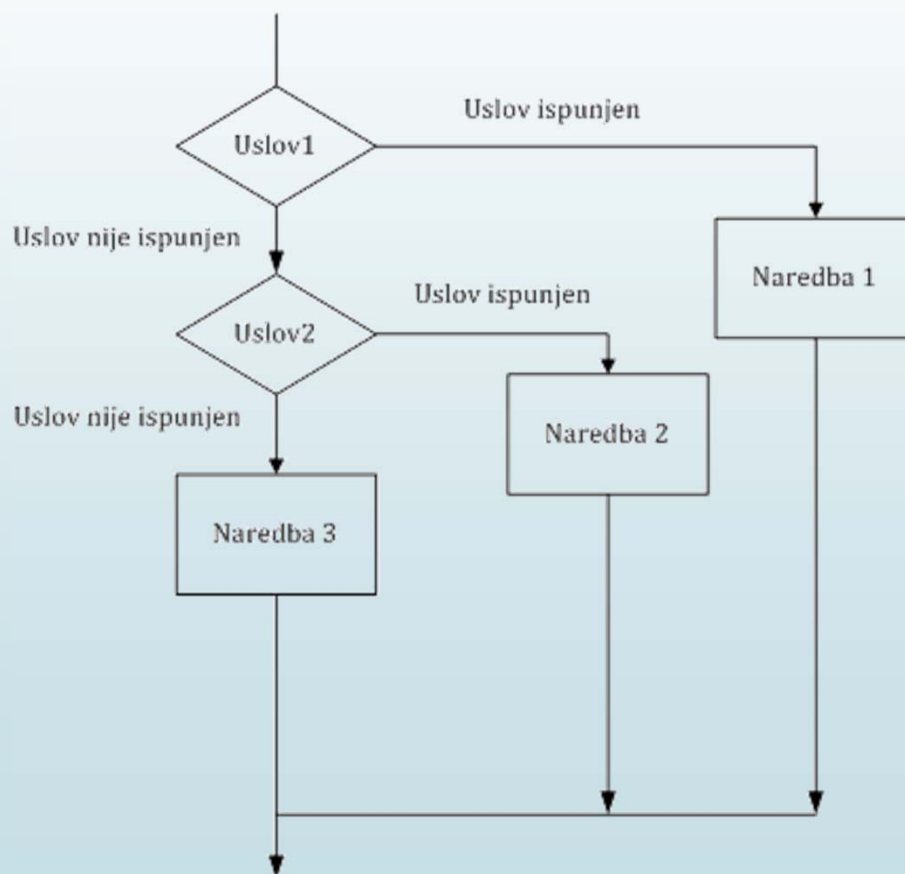 Uslov ispunjen
Uslov1
Uslov nije ispunjen
Naredba 1
Uslov ispunjen
Uslov2
Uslov nije ispunjen
Naredba 2
Naredba 3